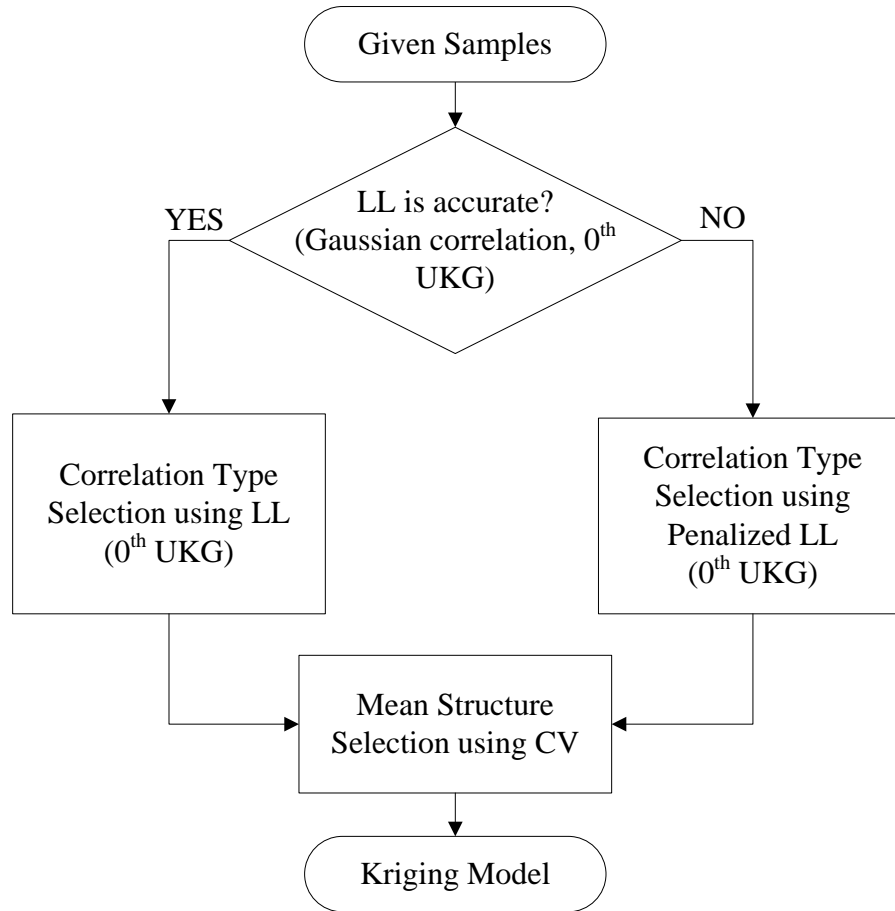 Given Samples
LL is accurate?
(Gaussian correlation, 0th
UKG)
YES
NO
Correlation Type
Selection using LL
(0th UKG)
Correlation Type
Selection using
Penalized LL
(0th UKG)
Mean Structure
Selection using CV
Kriging Model